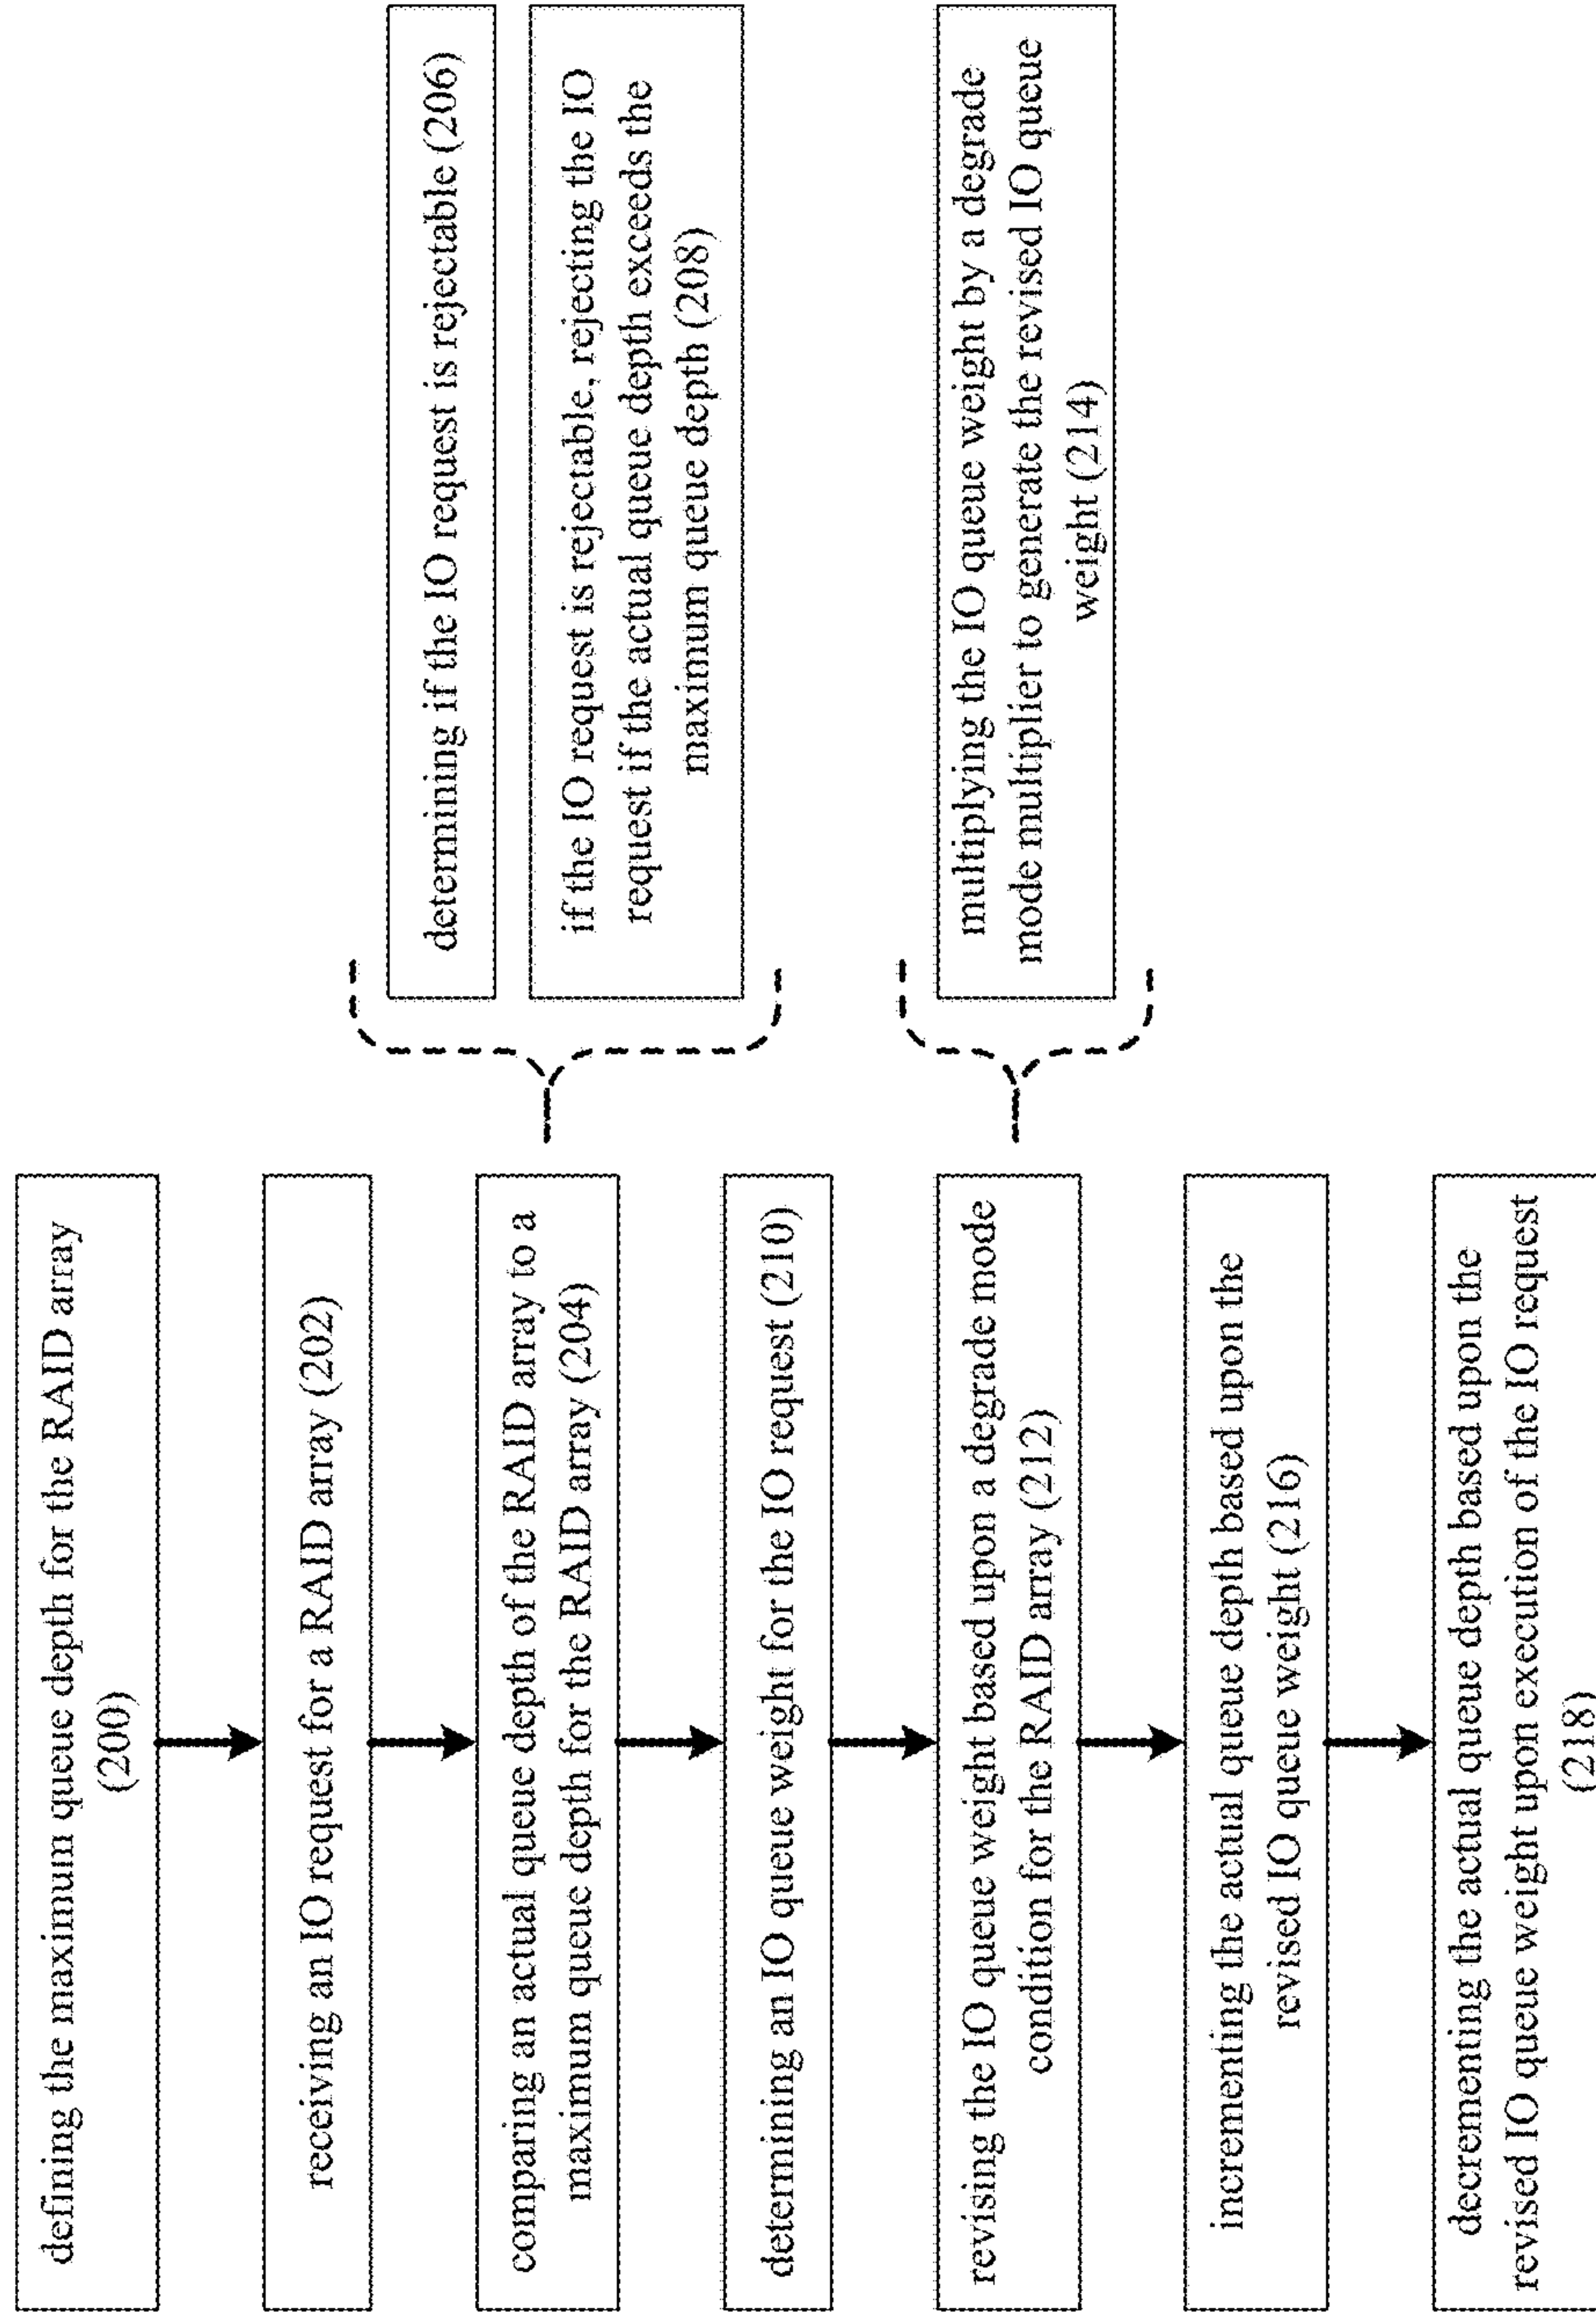 defining the maximum queue depth for the RAID array
(200)
receiving an IO request for a RAID array (202)
comparing an actual queue depth of the RAID array to a
maximum queue depth for the RAID array (204)
determining if the IO request is rejectable (206)
if the IO request is rejectable, rejecting the IO
request if the actual queue depth exceeds the
maximum queue depth (208)
determining an IO queue weight for the IO request (210)
revising the IO queue weight based upon a degrade mode
condition for the RAID array (212)
multiplying the IO queue weight by a degrade
mode multiplier to generate the revised IO queue
weight (214)
incrementing the actual queue depth based upon the
revised IO queue weight (216)
decrementing the actual queue depth based upon the
revised IO queue weight upon execution of the IO request
(218)